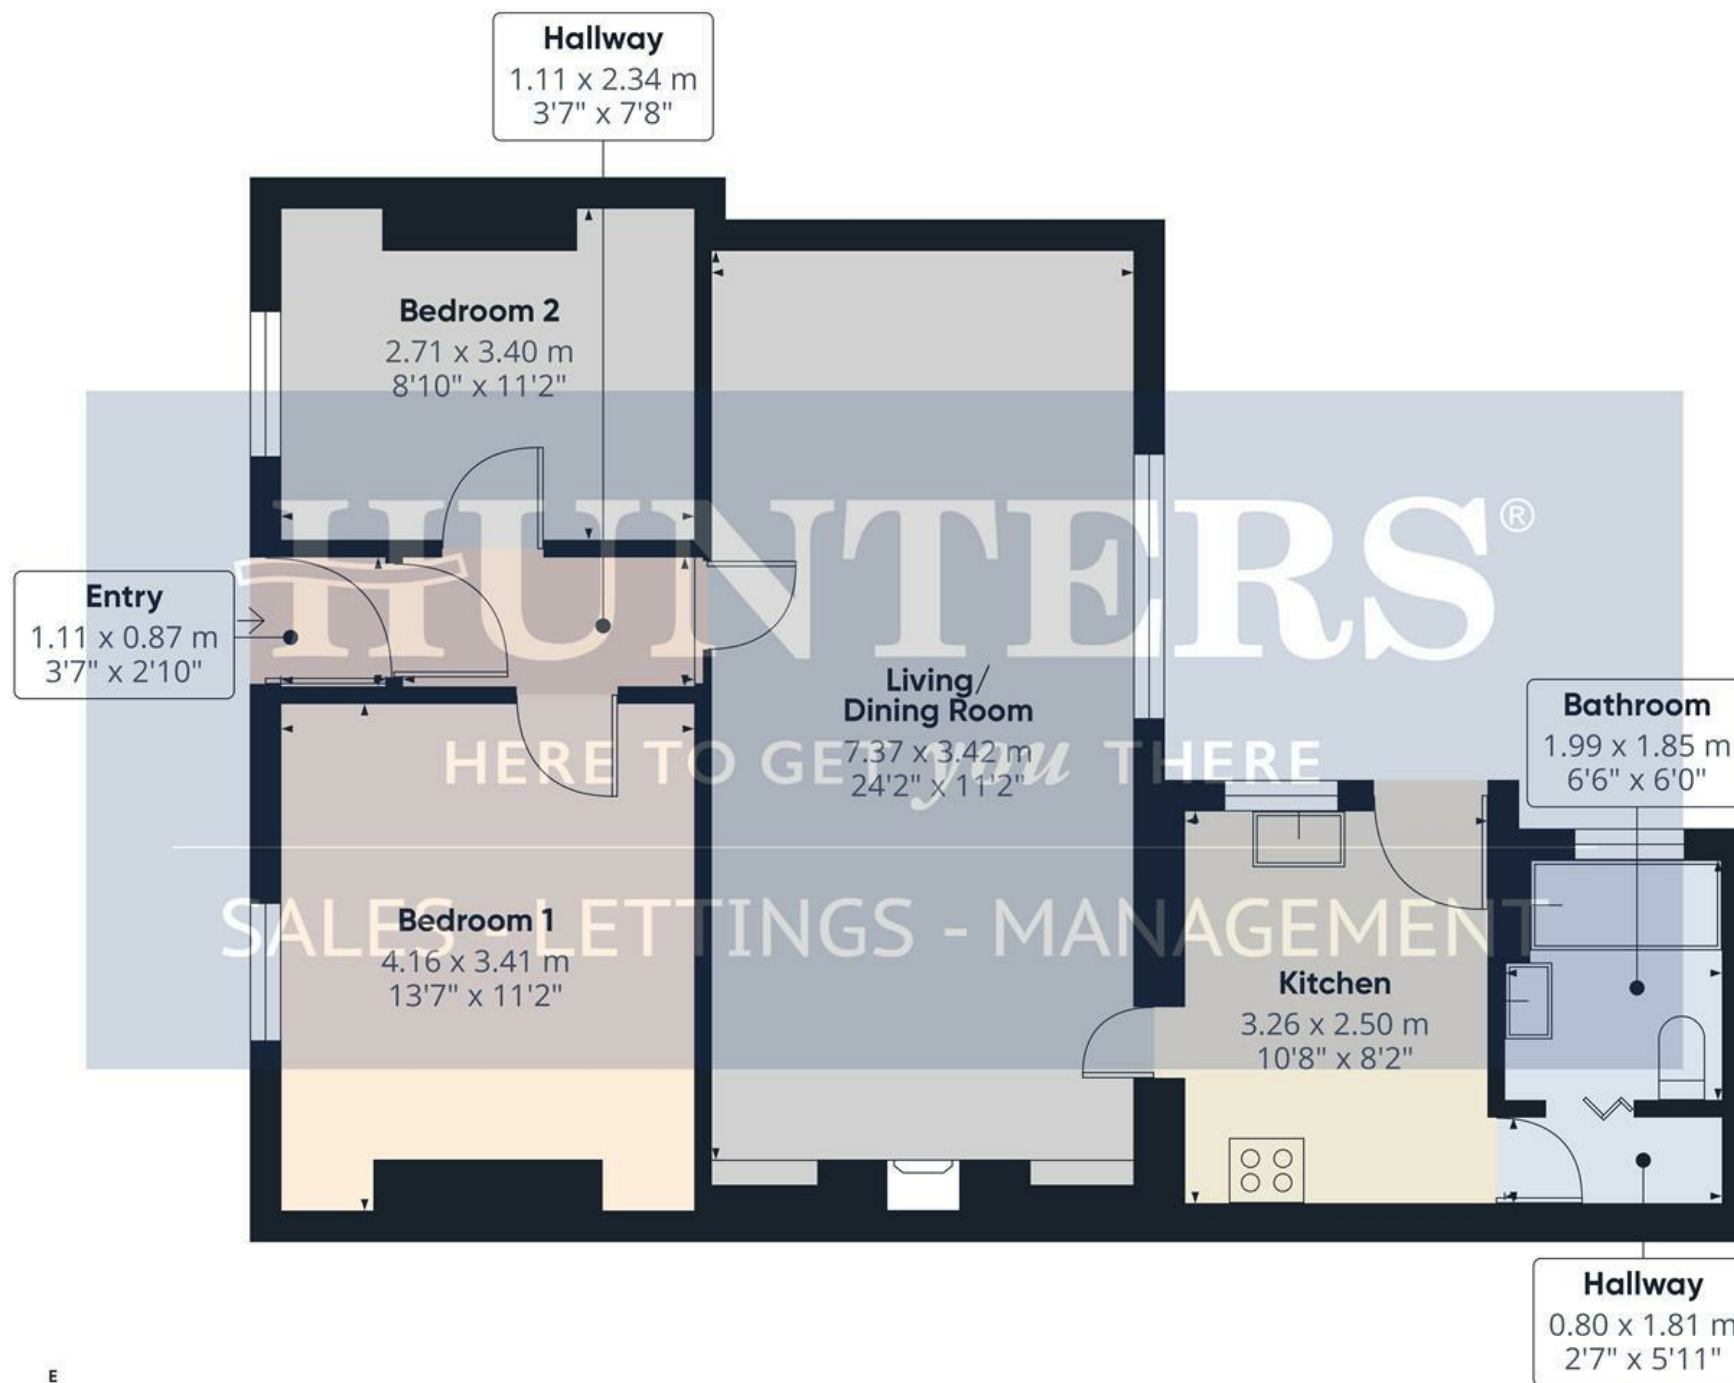 Hallway
1.11 x 2.34 m
3'7" x 7'8"
Bedroom 2
2.71 x 3.40 m
8'10" x 11'2"
HUNTERS®
Entry
1.11 x 0.87 m
3'7" x 2'10"
Living/
Dining Room
7.37 x 3.42 m
24'2" x 11'2"
HERE TO GET you THERE
Bathroom
1.99 x 1.85 m
6'6" x 6'0"
SALES - LETTINGS - MANAGEMENT
Bedroom 1
4.16 x 3.41 m
13'7" x 11'2"
Kitchen
3.26 x 2.50 m
10'8" x 8'2"
Hallway
0.80 x 1.81 m
2'7" x 5'11"
E